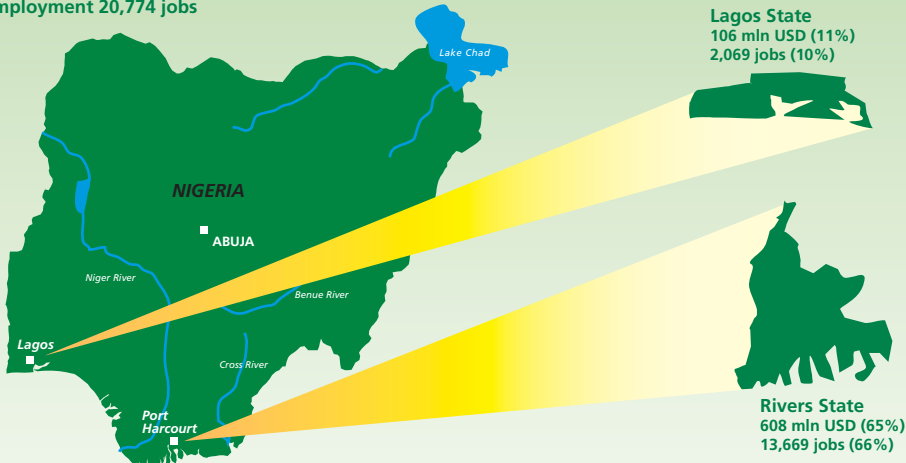 mployment 20,774 jobs
Lagos State
106 mln USD (11%)
2,069 jobs (10%)
Lake Chad
NIGERIA
ABUJA
Niger River
Benue River
Lagos
Cross River
Port
Harcourt
Rivers State
608 mln USD (65%)
13,669 jobs (66%)